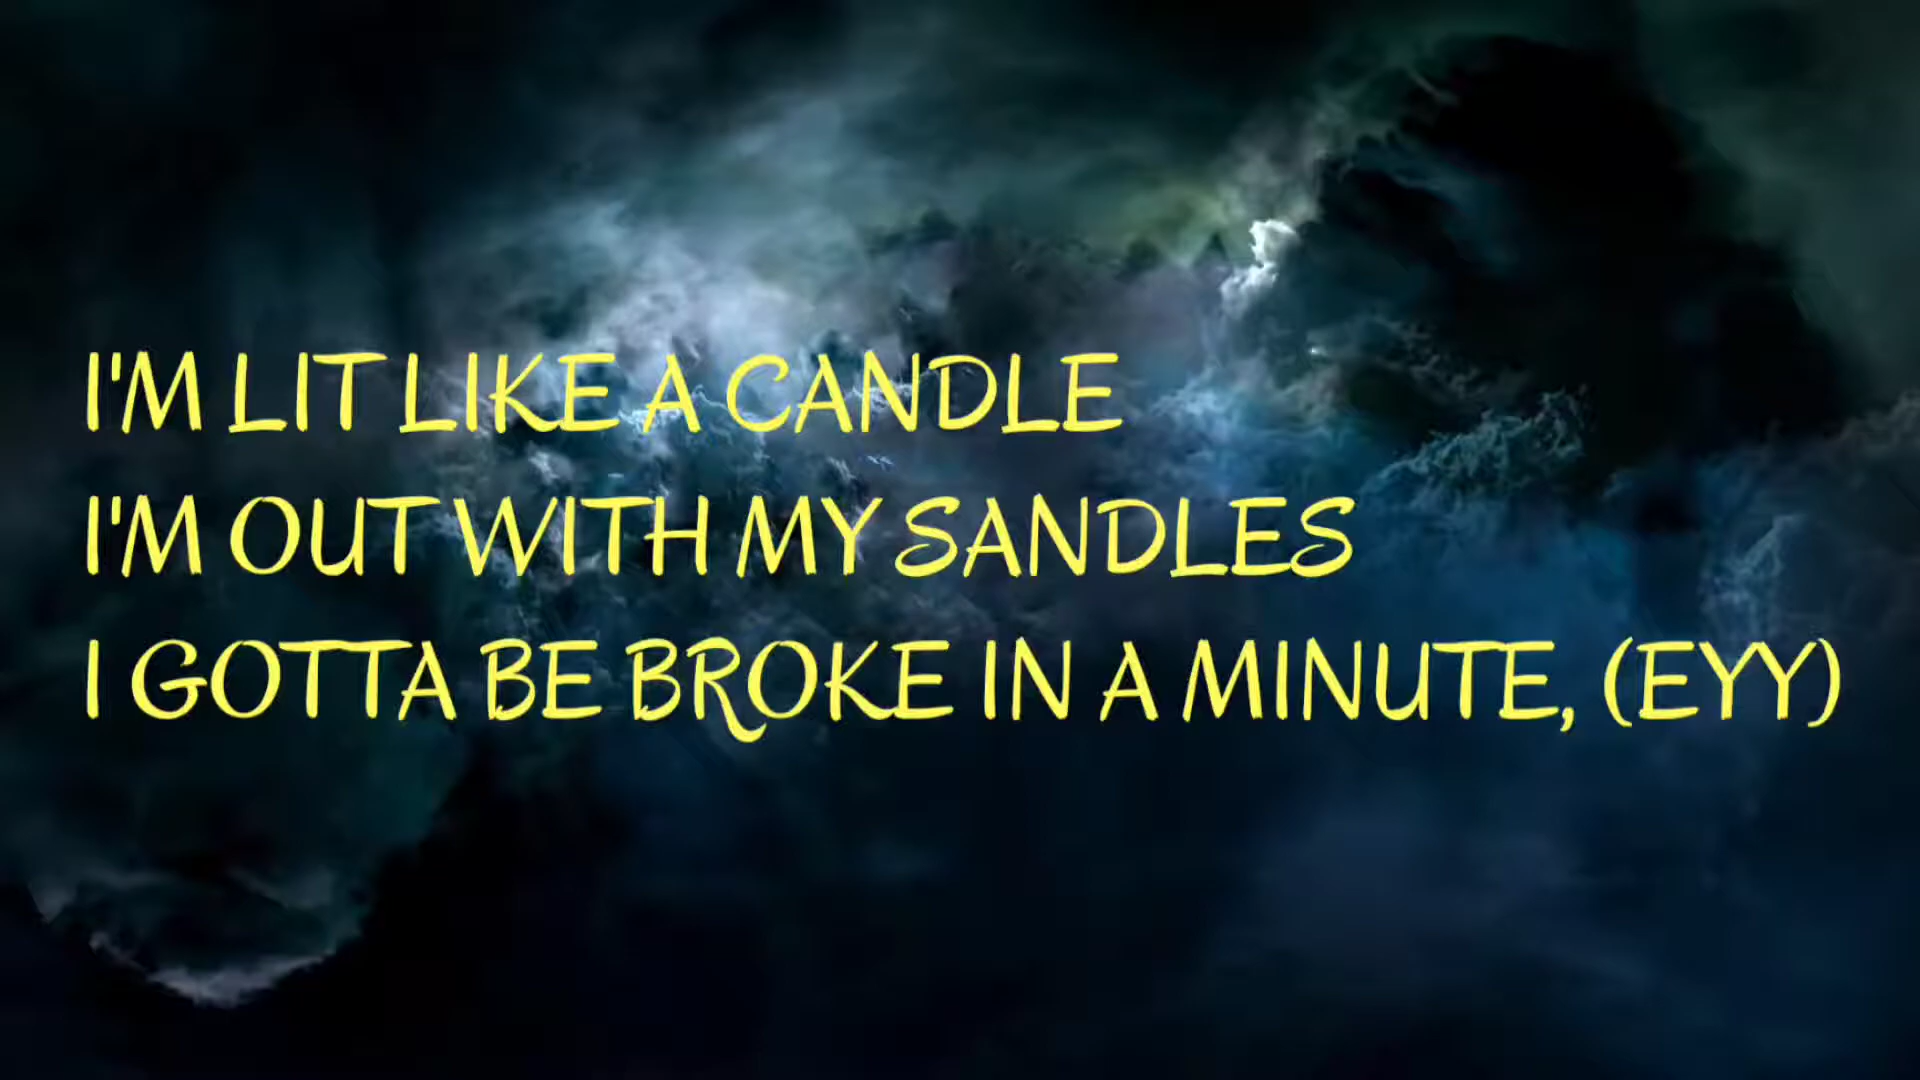 I'M LIT LIKE A CANDLE
I'M OUT WITH MY SANDLES
I GOTTA BE BROKE IN A MINUTE, (EYY)